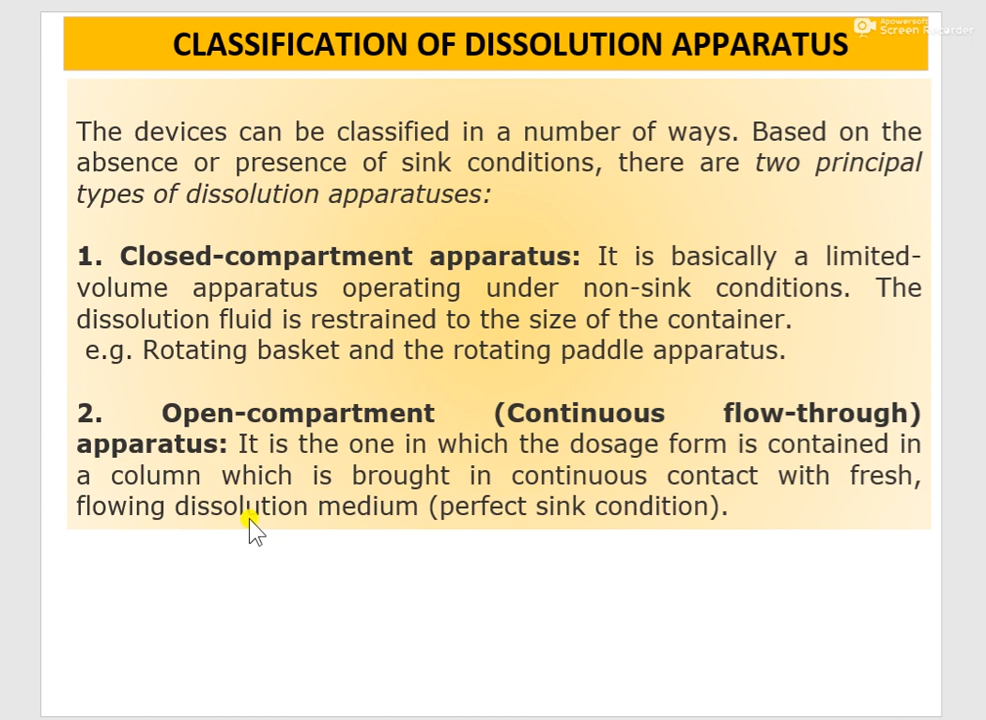 CLASSIFICATION OF DISSOLUTION APPARATUS
Apowersoft
Screen Recorder
The devices can be classified in a number of ways. Based on the
absence or presence of sink conditions, there are two principal
types of dissolution apparatuses:
1. Closed-compartment apparatus: It is basically a limited-
volume apparatus operating under non-sink conditions. The
dissolution fluid is restrained to the size of the container.
e.g. Rotating basket and the rotating paddle apparatus.
2. Open-compartment (Continuous flow-through)
apparatus: It is the one in which the dosage form is contained in
a column which is brought in continuous contact with fresh,
flowing dissolution medium (perfect sink condition).